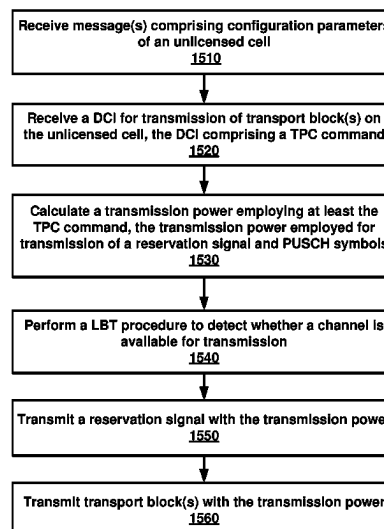 Receive message(s) comprising configuration parameters
of an unlicensed cell
1510
Receive a DCI for transmission of transport block(s) on
the unlicensed cell, the DCI comprising a TPC command
1520
Calculate a transmission power employing at least the
TPC command, the transmission power employed for
transmission of a reservation signal and PUSCH symbols
1530
Perform a LBT procedure to detect whether a channel is
available for transmission
1540
Transmit a reservation signal with the transmission power
1550
Transmit transport block(s) with the transmission power
1560